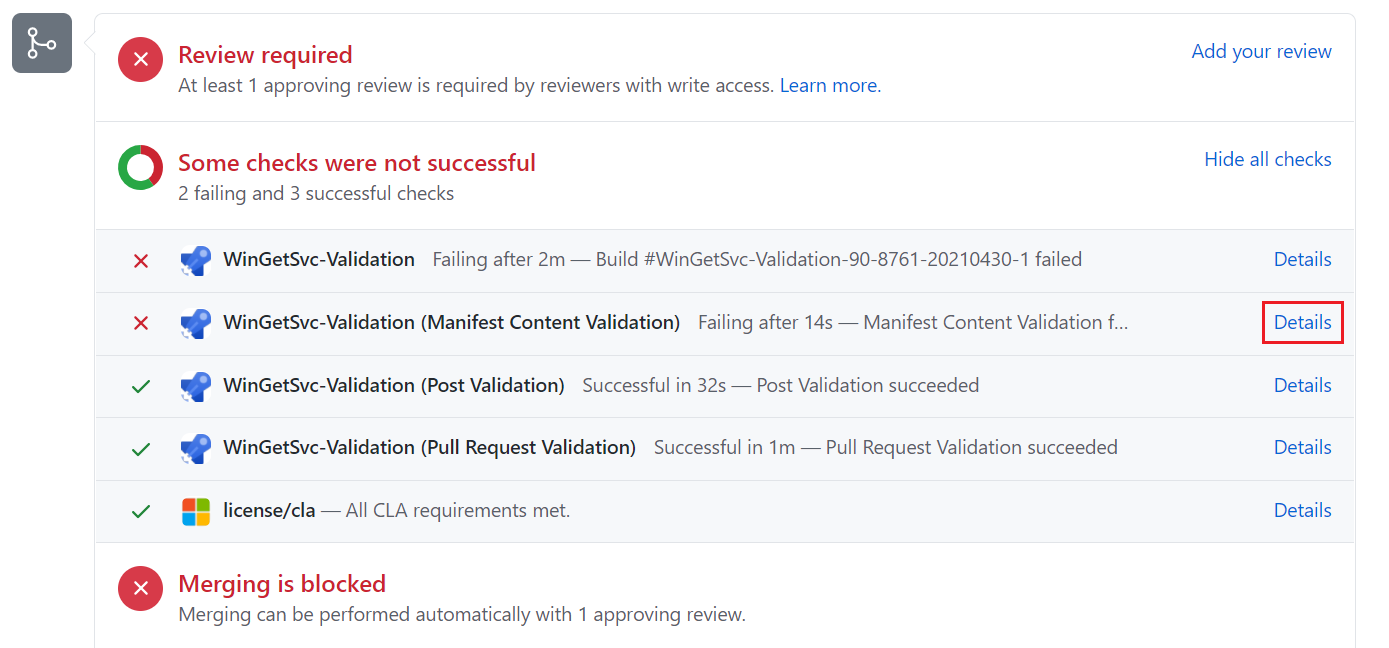 Review required
Add your review
At least 1 approving review is required by reviewers with write access. Learn more.
Some checks were not successful
Hide all checks
2 failing and 3 successful checks
WinGetSvc-Validation Failing after 2m — Build #WinGetSvc-Validation-90-8761-20210430-1 failed Details
WinGetSvc-Validation (Manifest Content Validation) Failing after 14s — Manifest Content Validation f... Details
WinGetSvc-Validation (Post Validation) Successful in 32s — Post Validation succeeded Details
WinGetSvc-Validation (Pull Request Validation) Successful in 1m — Pull Request Validation succeeded Details
license/cla — All CLA requirements met. Details
Merging is blocked
Merging can be performed automatically with 1 approving review.